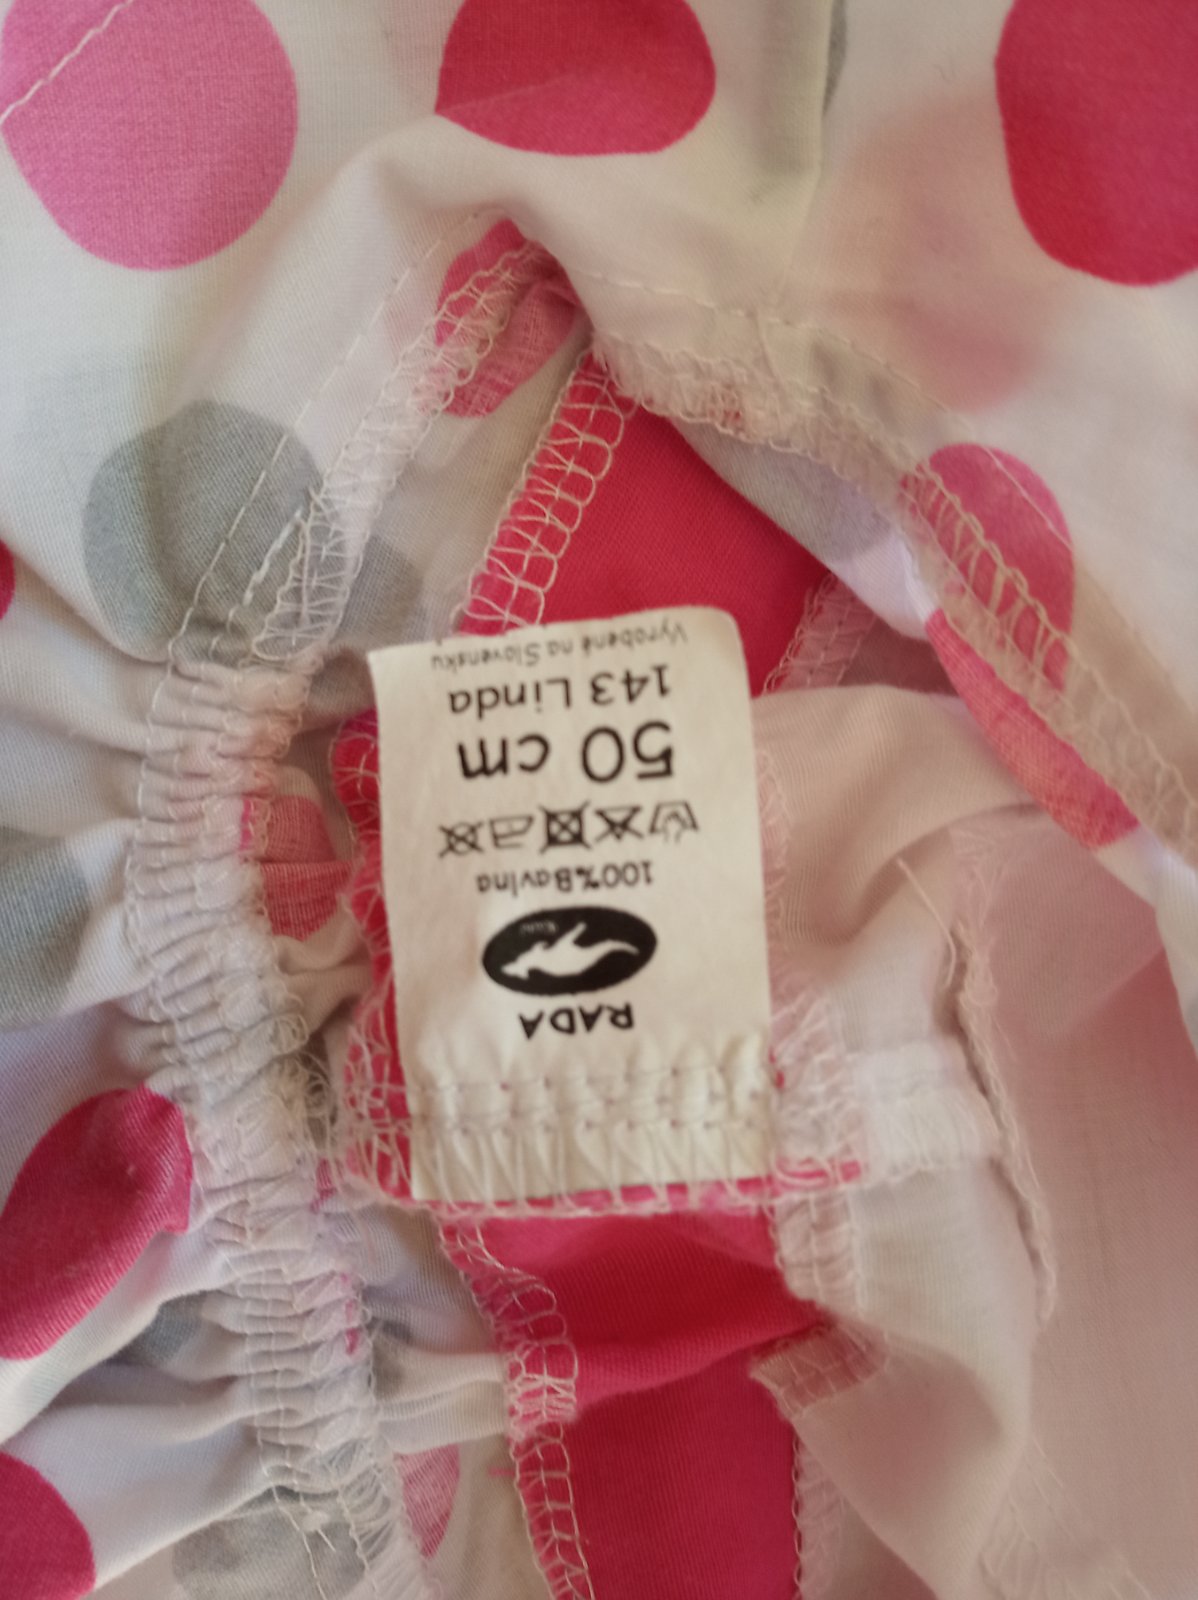 RADA
100%Bavlna
50 cm
143 Linda
Vyrobené na Slovensku